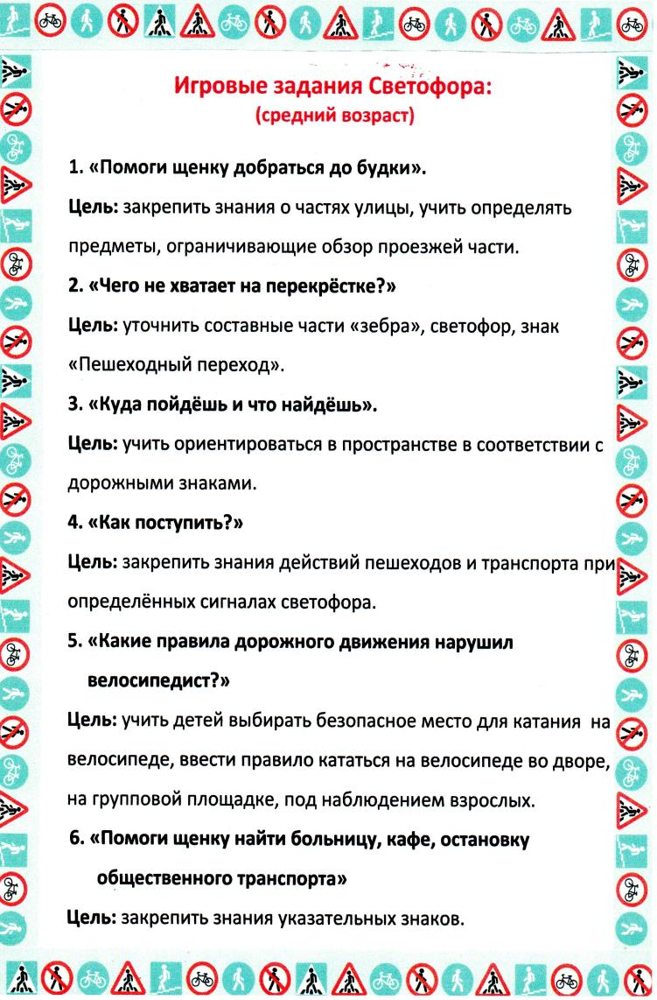 Игровые задания Светофора:
(средний возраст)
1. «Помоги щенку добраться до будки».
Цель: закрепить знания о частях улицы, учить определять
предметы, ограничивающие обзор проезжей части.
2. «Чего не хватает на перекрёстке?»
Цель: уточнить составные части «зебра», светофор, знак
«Пешеходный переход».
3. «Куда пойдёшь и что найдёшь».
Цель: учить ориентироваться в пространстве в соответствии с
дорожными знаками.
4. «Как поступить?»
Цель: закрепить знания действий пешеходов и транспорта при
определённых сигналах светофора.
5. «Какие правила дорожного движения нарушил
велосипедист?»
Цель: учить детей выбирать безопасное место для катания на
велосипеде, ввести правило кататься на велосипеде во дворе,
на групповой площадке, под наблюдением взрослых.
6. «Помоги щенку найти больницу, кафе, остановку
общественного транспорта»
Цель: закрепить знания указательных знаков.